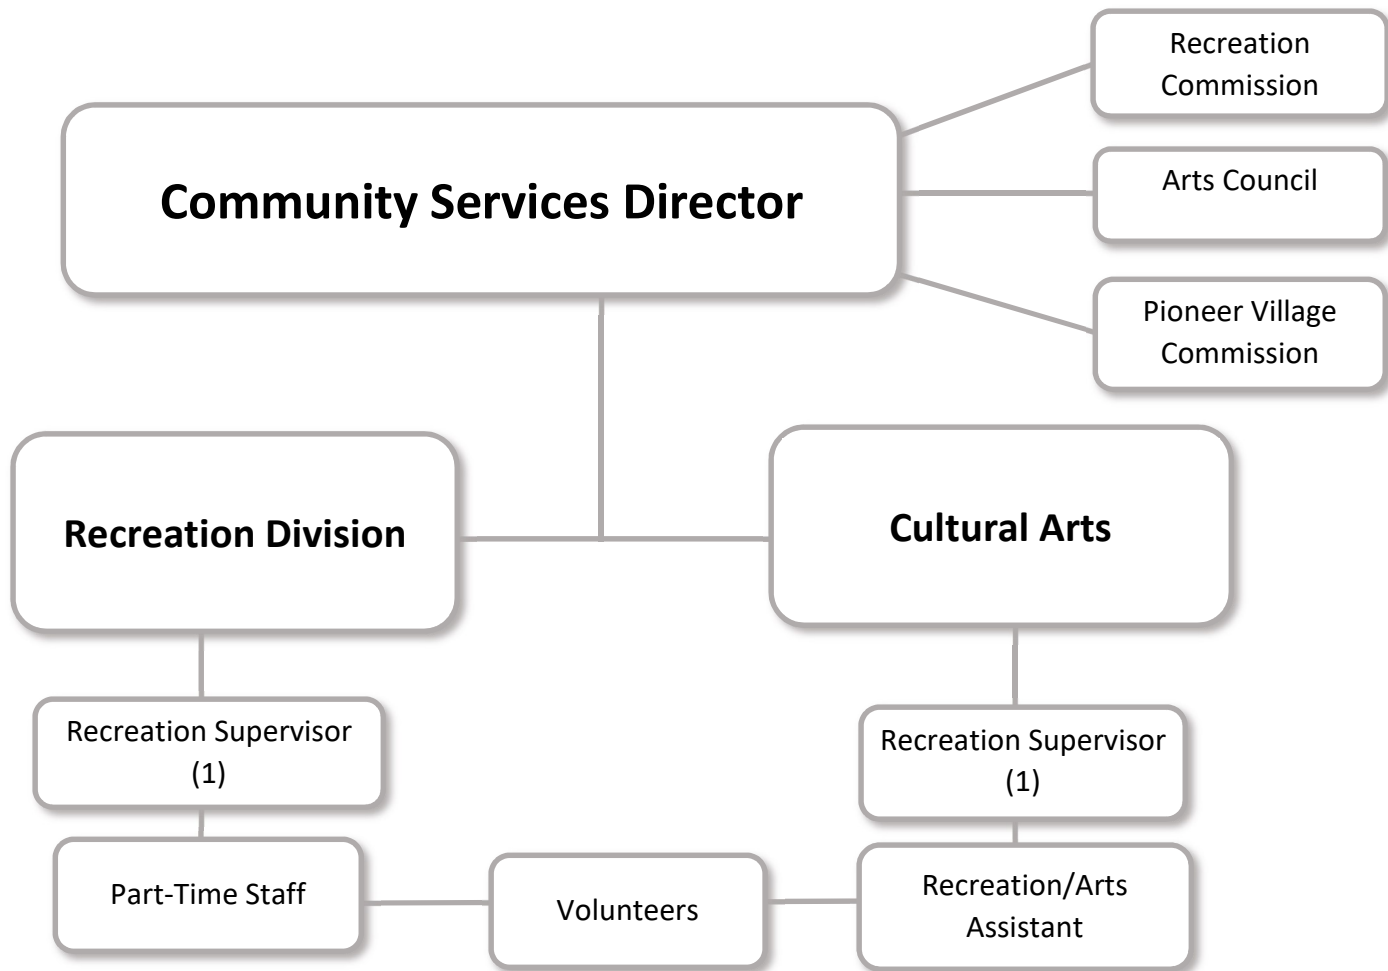 Recreation
Commission
Community Services Director
Arts Council
Pioneer Village
Commission
Recreation Division
Cultural Arts
Recreation Supervisor
(1)
Recreation Supervisor
(1)
Part-Time Staff
Volunteers
Recreation/Arts
Assistant